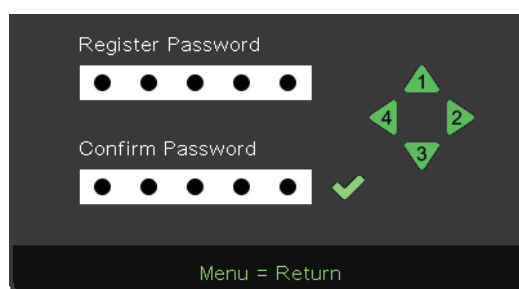 Register Password
● ● ● ● ●
1
4 2
Confirm Password
3
● ● ● ● ●
Menu = Return